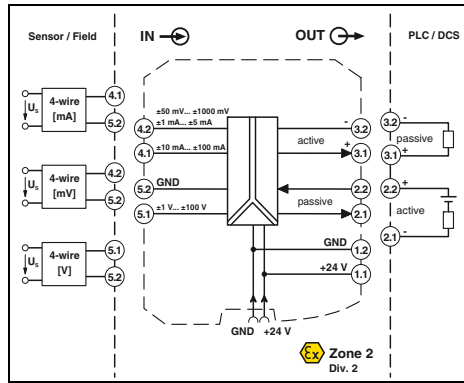 Sensor / Field
IN
OUT
PLC / DCS
Us
4-wire
[mA]
4.1
5.2
Us
4-wire
[mV]
4.2
5.2
Us
4-wire
[V]
5.1
5.2
±50 mV... ±1000 mV
±1 mA... ±5 mA
4.2
±10 mA... ±100 mA
4.1
GND
5.2
±1 V... ±100 V
5.1
-
3.2
active
+
3.1
2.2
passive
2.1
GND
1.2
+24 V
1.1
GND +24 V
3.2 -
passive
3.1 +
2.2 +
active
2.1 -
Ex Zone 2
Div. 2